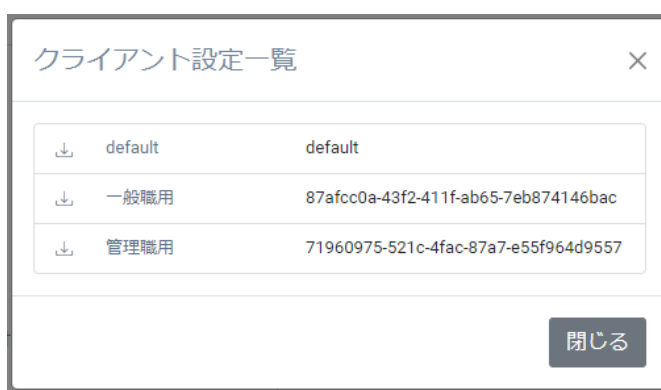 クライアント設定一覧
default default
一般職用 87afcc0a-43f2-411f-ab65-7eb874146bac
管理職用 71960975-521c-4fac-87a7-e55f964d9557
閉じる